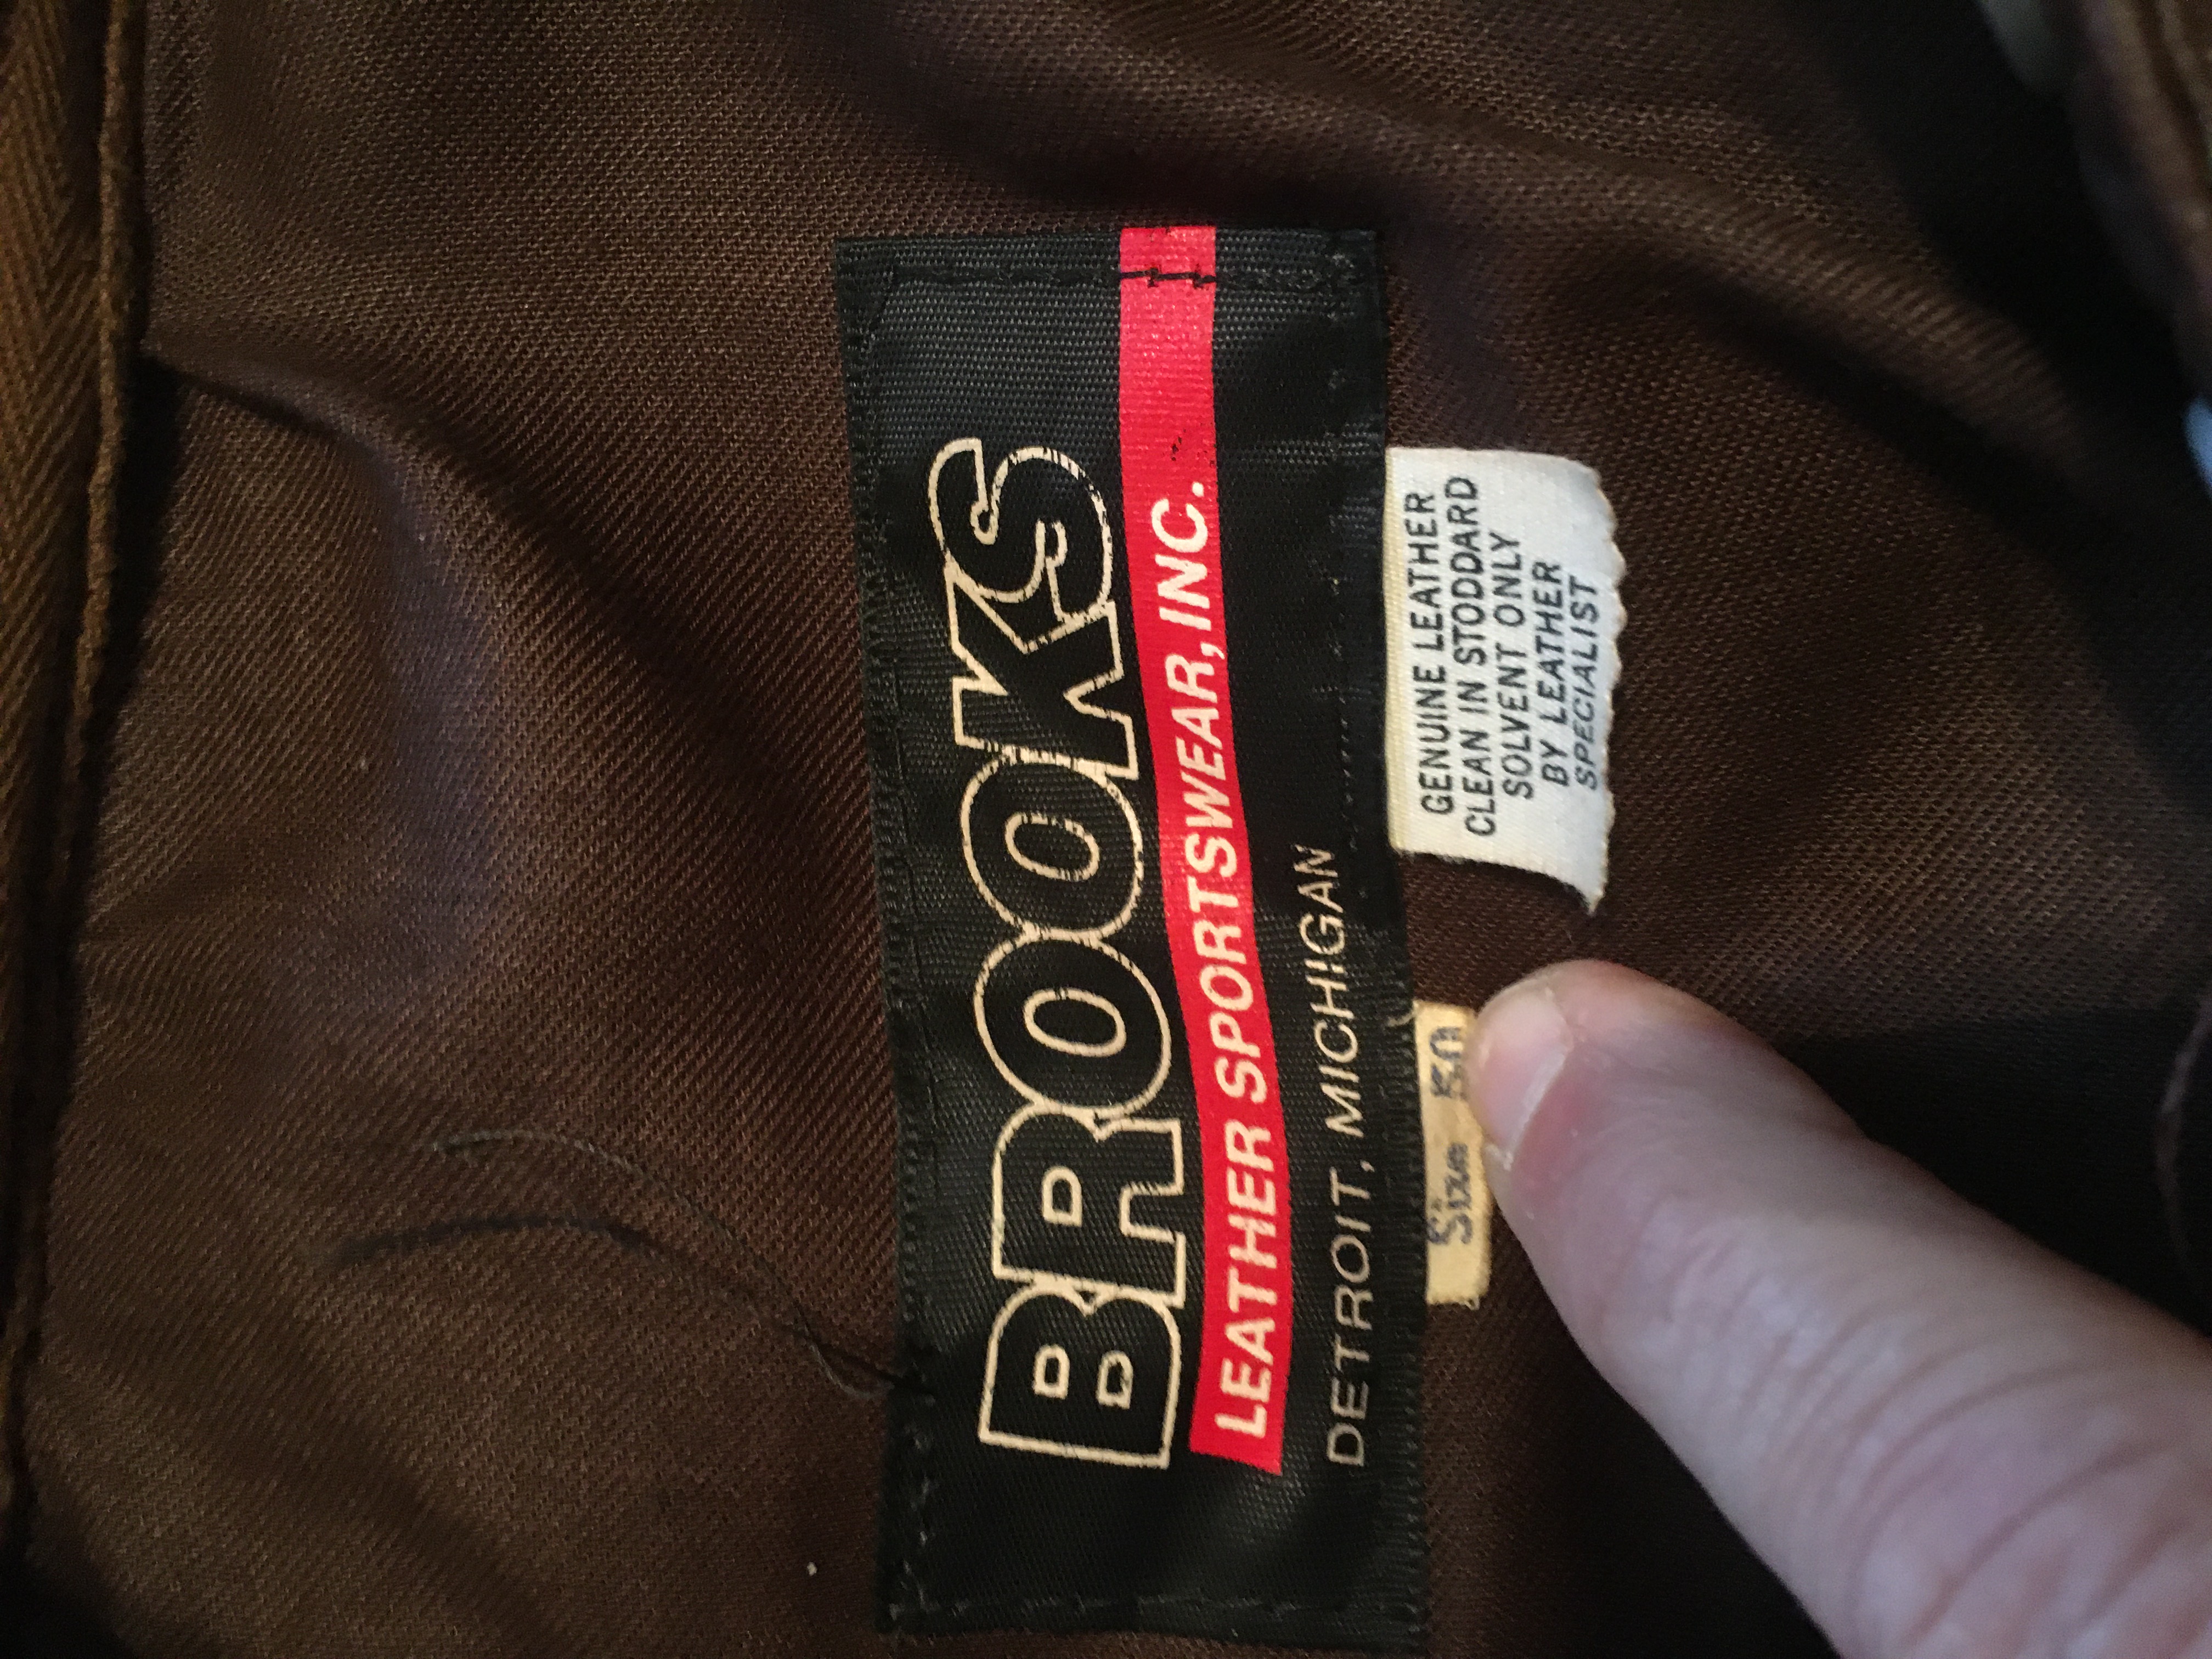 BROOKS
LEATHER SPORTSWEAR, INC.
DETROIT, MICHIGAN
GENUINE LEATHER
CLEAN IN STODDARD
SOLVENT ONLY
BY LEATHER
SPECIALIST
Size 50